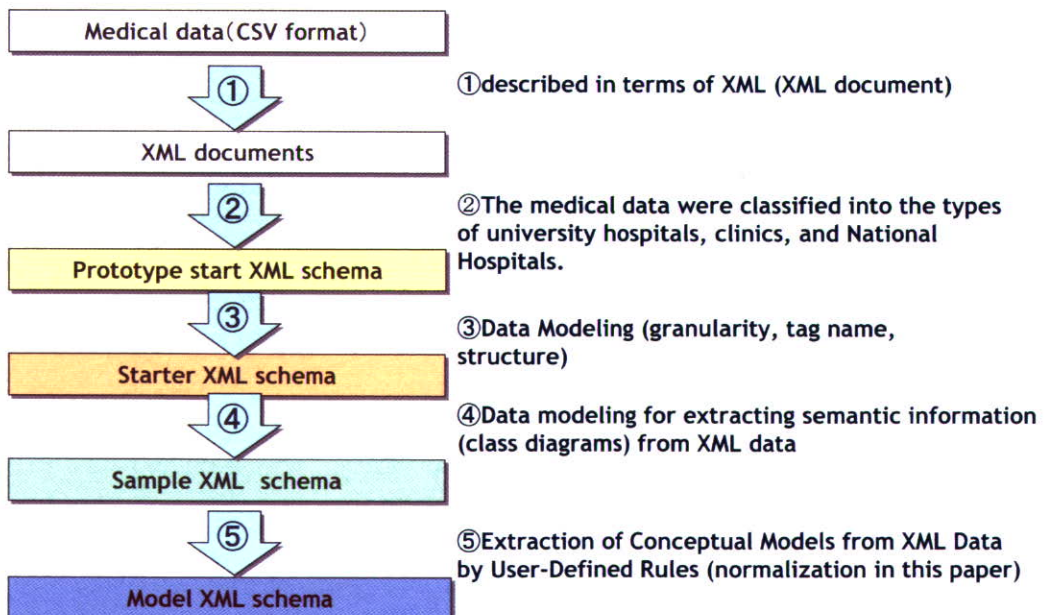 Medical data(CSV format)
①
①described in terms of XML (XML document)
XML documents
②
②The medical data were classified into the types
of university hospitals, clinics, and National
Hospitals.
Prototype start XML schema
③
③Data Modeling (granularity, tag name,
structure)
Starter XML schema
④
④Data modeling for extracting semantic information
(class diagrams) from XML data
Sample XML schema
⑤
⑤Extraction of Conceptual Models from XML Data
by User-Defined Rules (normalization in this paper)
Model XML schema